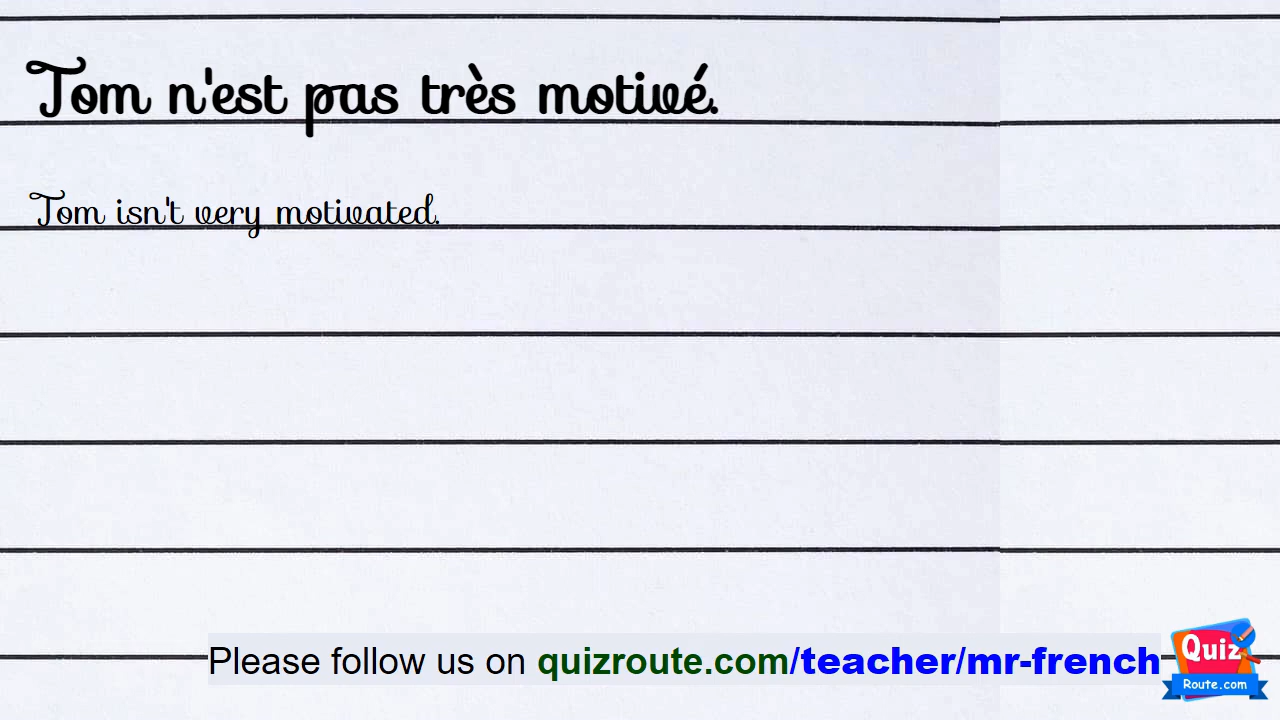 Tom n'est pas très motivé.
Tom isn't very motivated.
Please follow us on quizroute.com/teacher/mr-french
Quiz
Route.com